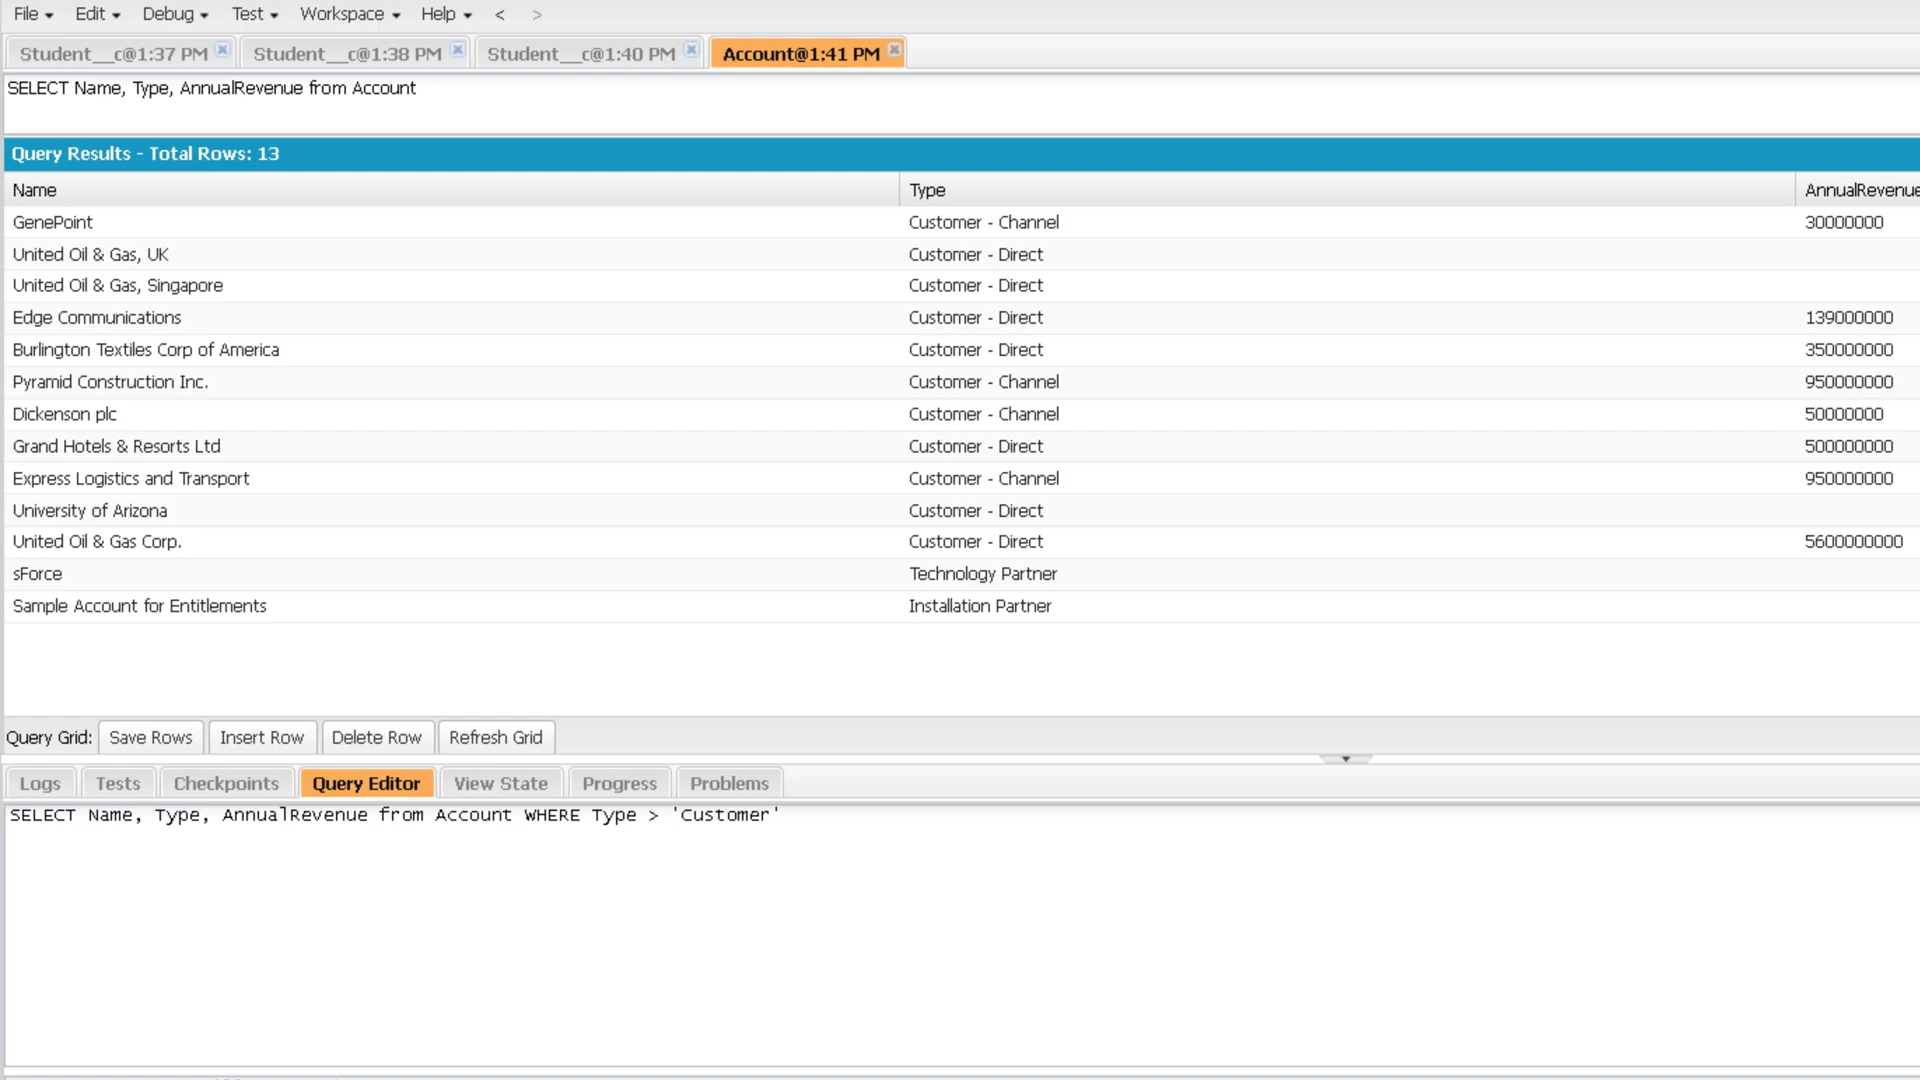 File Edit Debug Test Workspace Help < >
Student__c@1:37 PM Student__c@1:38 PM Student__c@1:40 PM Account@1:41 PM
SELECT Name, Type, AnnualRevenue from Account
Query Results - Total Rows: 13
Name Type AnnualRevenue
GenePoint Customer - Channel 30000000
United Oil & Gas, UK Customer - Direct
United Oil & Gas, Singapore Customer - Direct
Edge Communications Customer - Direct 139000000
Burlington Textiles Corp of America Customer - Direct 350000000
Pyramid Construction Inc. Customer - Channel 950000000
Dickenson plc Customer - Channel 50000000
Grand Hotels & Resorts Ltd Customer - Direct 500000000
Express Logistics and Transport Customer - Channel 950000000
University of Arizona Customer - Direct
United Oil & Gas Corp. Customer - Direct 5600000000
sForce Technology Partner
Sample Account for Entitlements Installation Partner
Query Grid: Save Rows Insert Row Delete Row Refresh Grid
Logs Tests Checkpoints Query Editor View State Progress Problems
SELECT Name, Type, AnnualRevenue from Account WHERE Type > 'Customer'